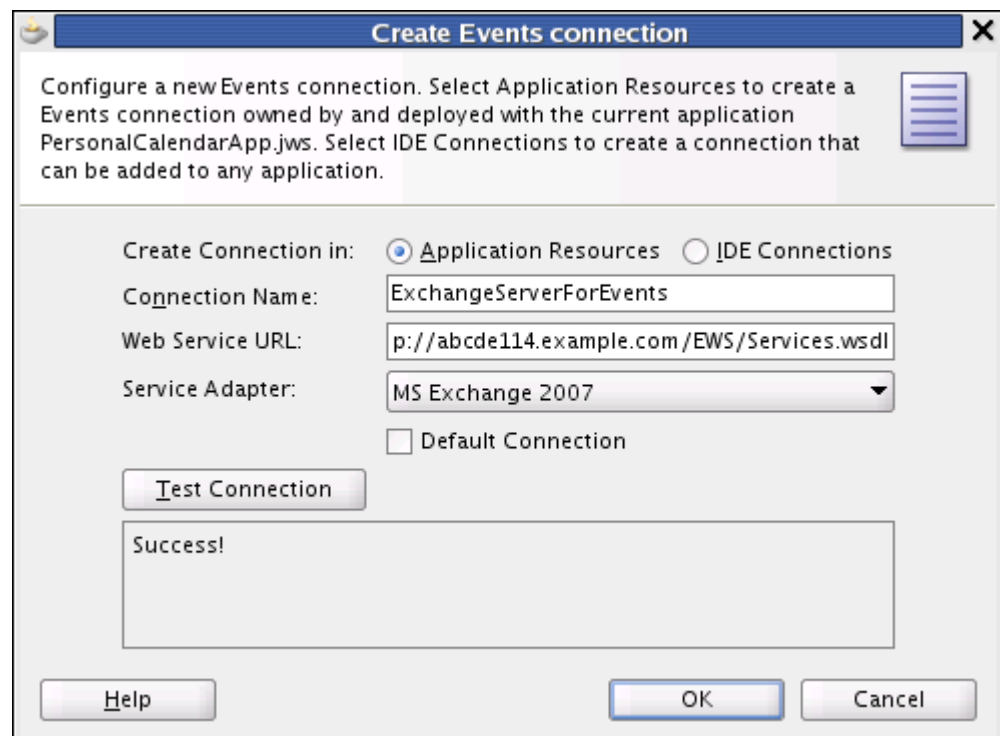 Create Events connection
Configure a new Events connection. Select Application Resources to create a
Events connection owned by and deployed with the current application
PersonalCalendarApp.jws. Select IDE Connections to create a connection that
can be added to any application.
Create Connection in: Application Resources IDE Connections
Connection Name: ExchangeServerForEvents
Web Service URL: p://abcde114.example.com/EWS/Services.wsdl
Service Adapter: MS Exchange 2007
Default Connection
Test Connection
Success!
Help OK Cancel